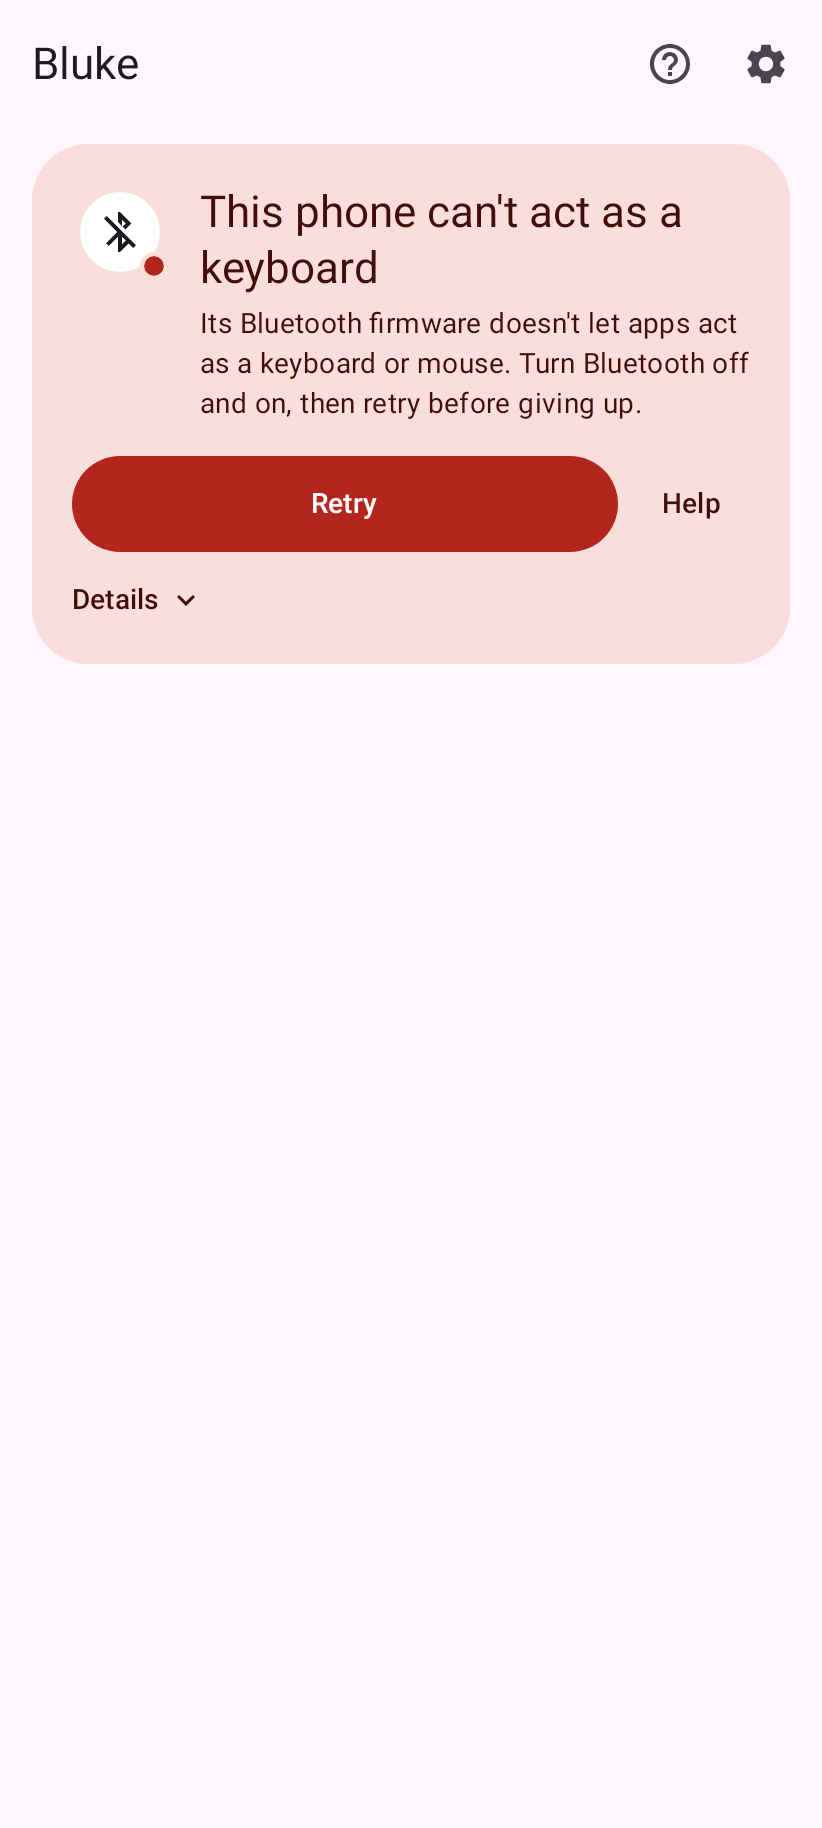 Bluke
This phone can't act as a
keyboard
Its Bluetooth firmware doesn't let apps act
as a keyboard or mouse. Turn Bluetooth off
and on, then retry before giving up.
Retry
Help
Details